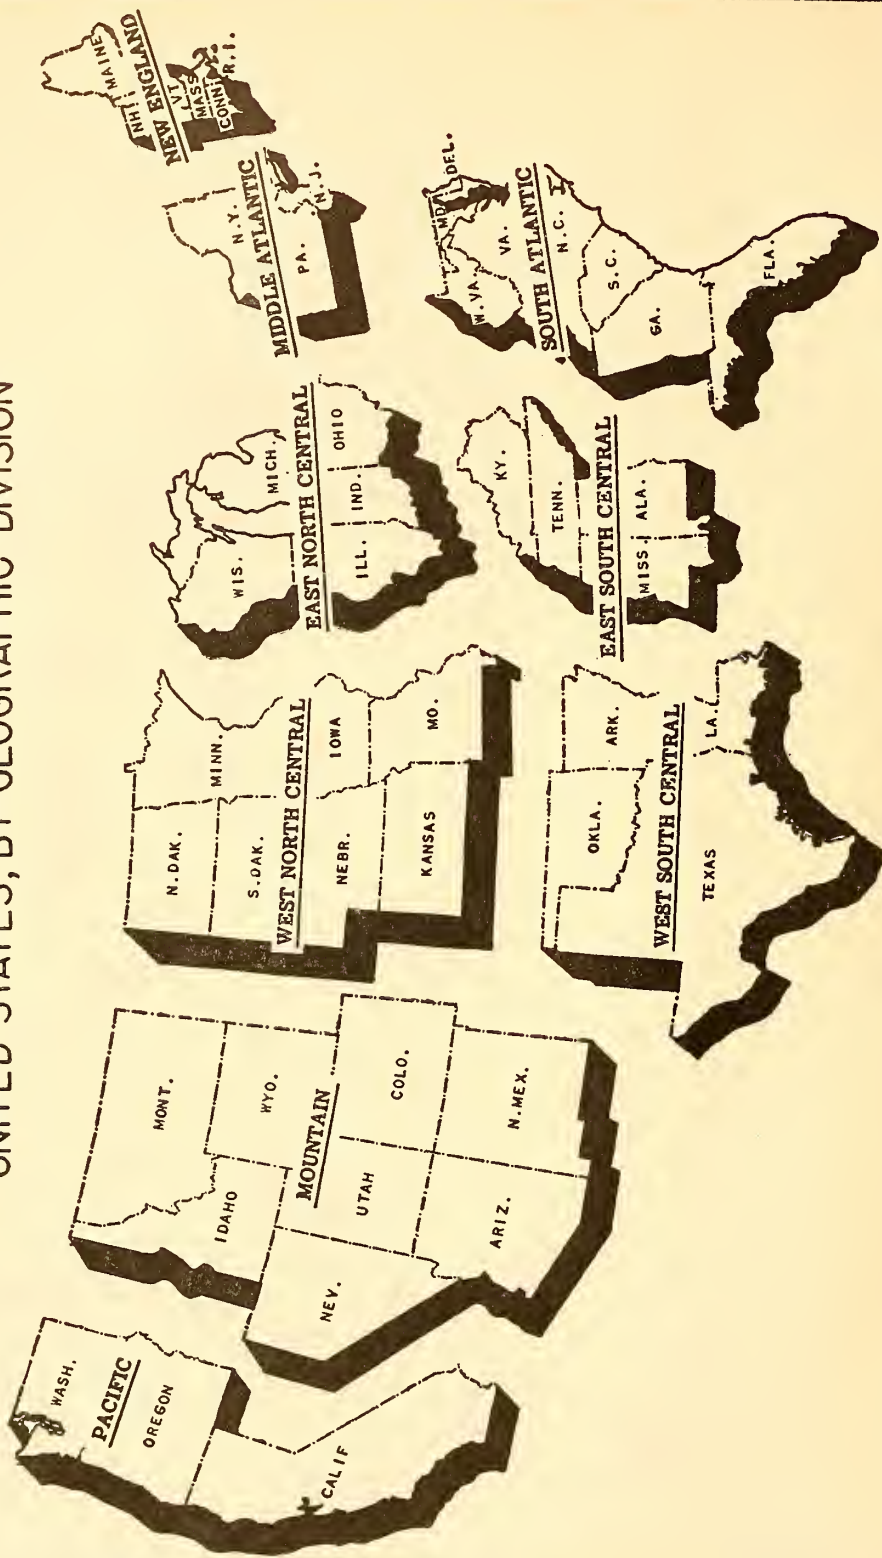 UNITED STATES, BY GEOGRAPHIC DIVISION
PACIFIC
WASH.
OREGON
CALIF
MOUNTAIN
MONT.
IDAHO
WYO.
NEV.
UTAH
COLO.
ARIZ.
N.MEX.
WEST NORTH CENTRAL
N.DAK.
MINN.
S.DAK.
NEBR.
IOWA
KANSAS
MO.
WEST SOUTH CENTRAL
OKLA.
ARK.
TEXAS
LA.
EAST NORTH CENTRAL
WIS.
MICH.
ILL.
IND.
OHIO
EAST SOUTH CENTRAL
KY.
TENN.
MISS.
ALA.
MIDDLE ATLANTIC
N.Y.
PA.
N.J.
SOUTH ATLANTIC
W.VA.
MD.
DEL.
VA.
N.C.
S.C.
GA.
FLA.
NEW ENGLAND
MAINE
NH
VT
MASS
CONN.
R.I.